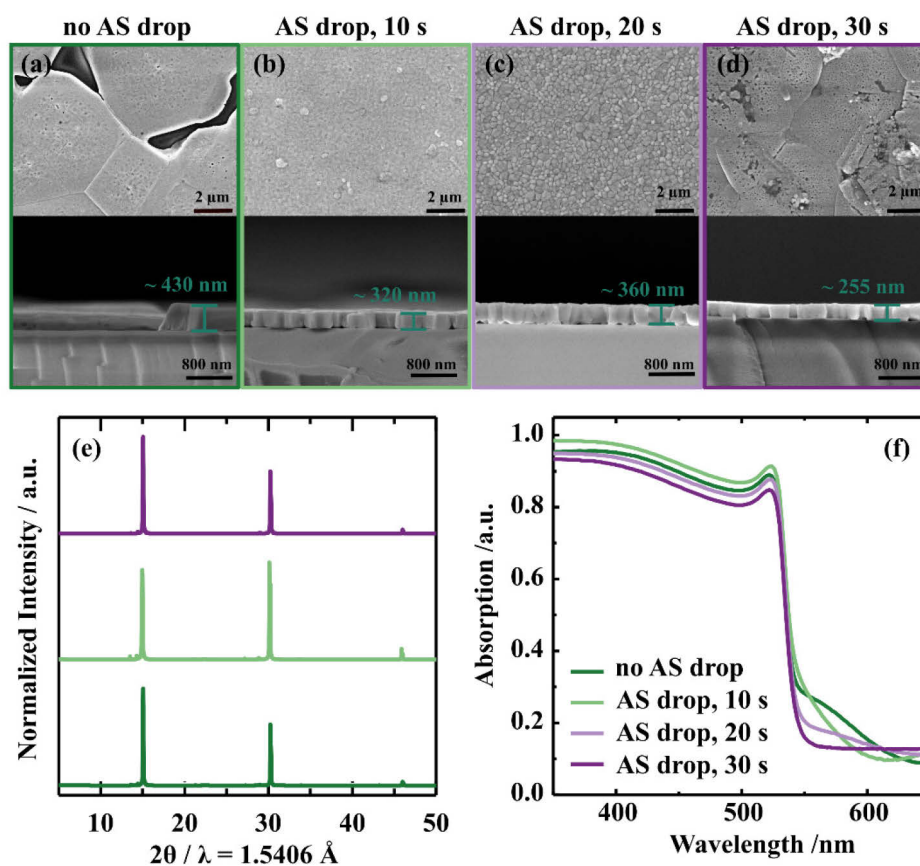 no AS drop
AS drop, 10 s
AS drop, 20 s
AS drop, 30 s
(a)
(b)
(c)
(d)
2 µm
2 µm
2 µm
2 µm
~ 430 nm
~ 320 nm
~ 360 nm
~ 255 nm
800 nm
800 nm
800 nm
800 nm
(e)
Normalized Intensity / a.u.
10 20 30 40 50
2θ / λ = 1.5406 Å
(f)
Absorption /a.u.
1.0
0.8
0.6
0.4
0.2
0.0
no AS drop
AS drop, 10 s
AS drop, 20 s
AS drop, 30 s
400 500 600
Wavelength /nm